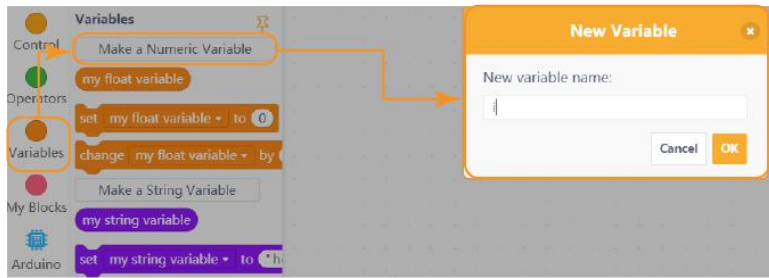 Control
Operators
Variables
My Blocks
Arduino
Variables
Make a Numeric Variable
my float variable
set my float variable to 0
change my float variable by
Make a String Variable
my string variable
set my string variable to
New Variable
New variable name:
i
Cancel OK